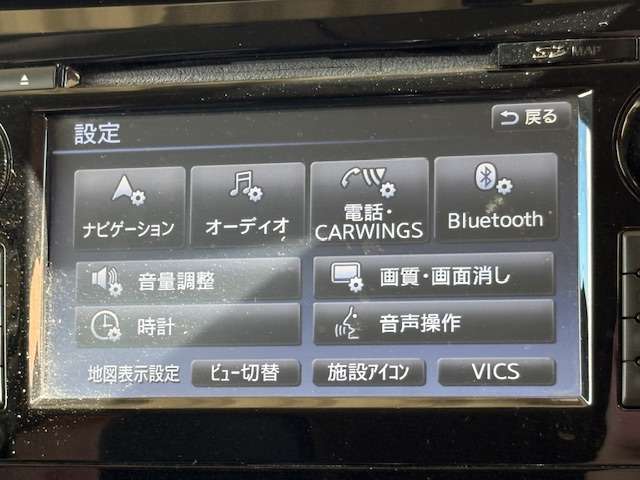 SD MAP
設定
戻る
ナビゲーション
オーディオ
電話・
CARWINGS
Bluetooth
音量調整
画質・画面消し
時計
音声操作
地図表示設定
ビュー切替
施設アイコン
VICS